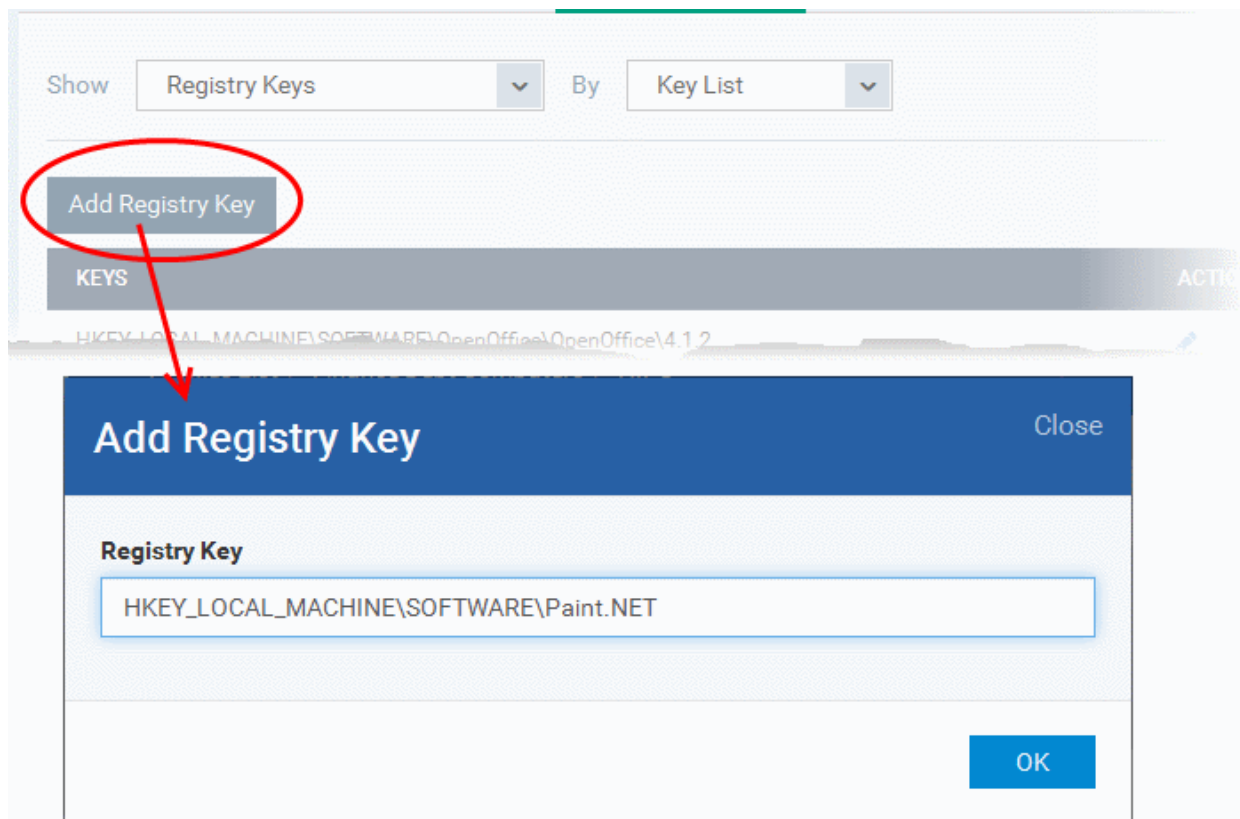 Show Registry Keys By Key List
Add Registry Key
KEYS
HKEY_LOCAL_MACHINE\SOFTWARE\OpenOffice\OpenOffice\4.1.2
Add Registry Key Close
Registry Key
HKEY_LOCAL_MACHINE\SOFTWARE\Paint.NET
OK